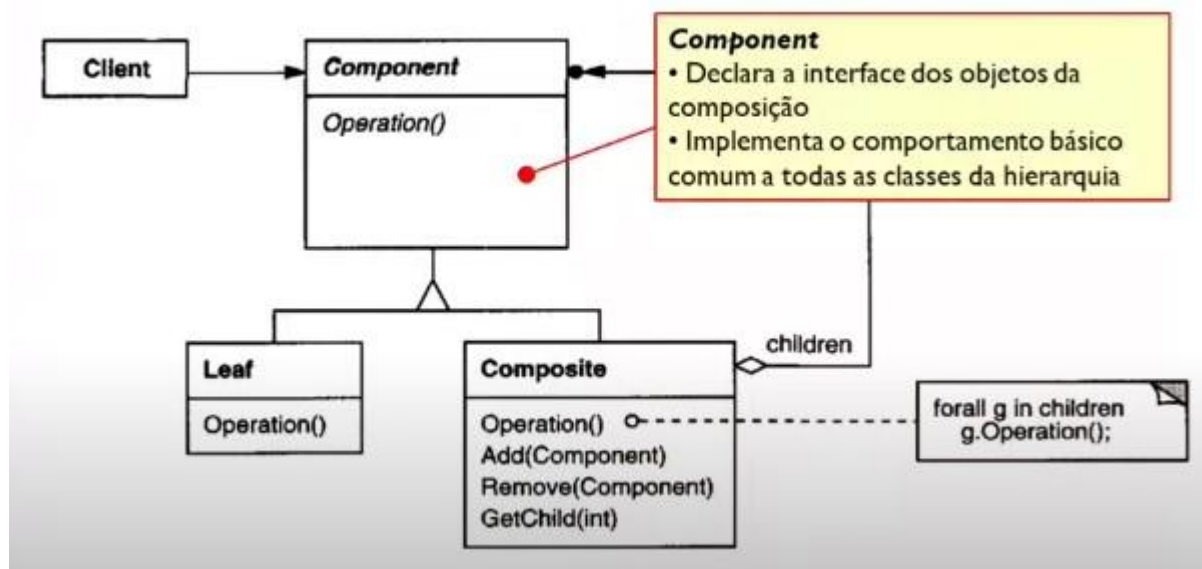 Client
Component
Operation()
Component
• Declara a interface dos objetos da
composição
• Implementa o comportamento básico
comum a todas as classes da hierarquia
Leaf
Operation()
Composite
Operation()
Add(Component)
Remove(Component)
GetChild(int)
children
forall g in children
g.Operation();